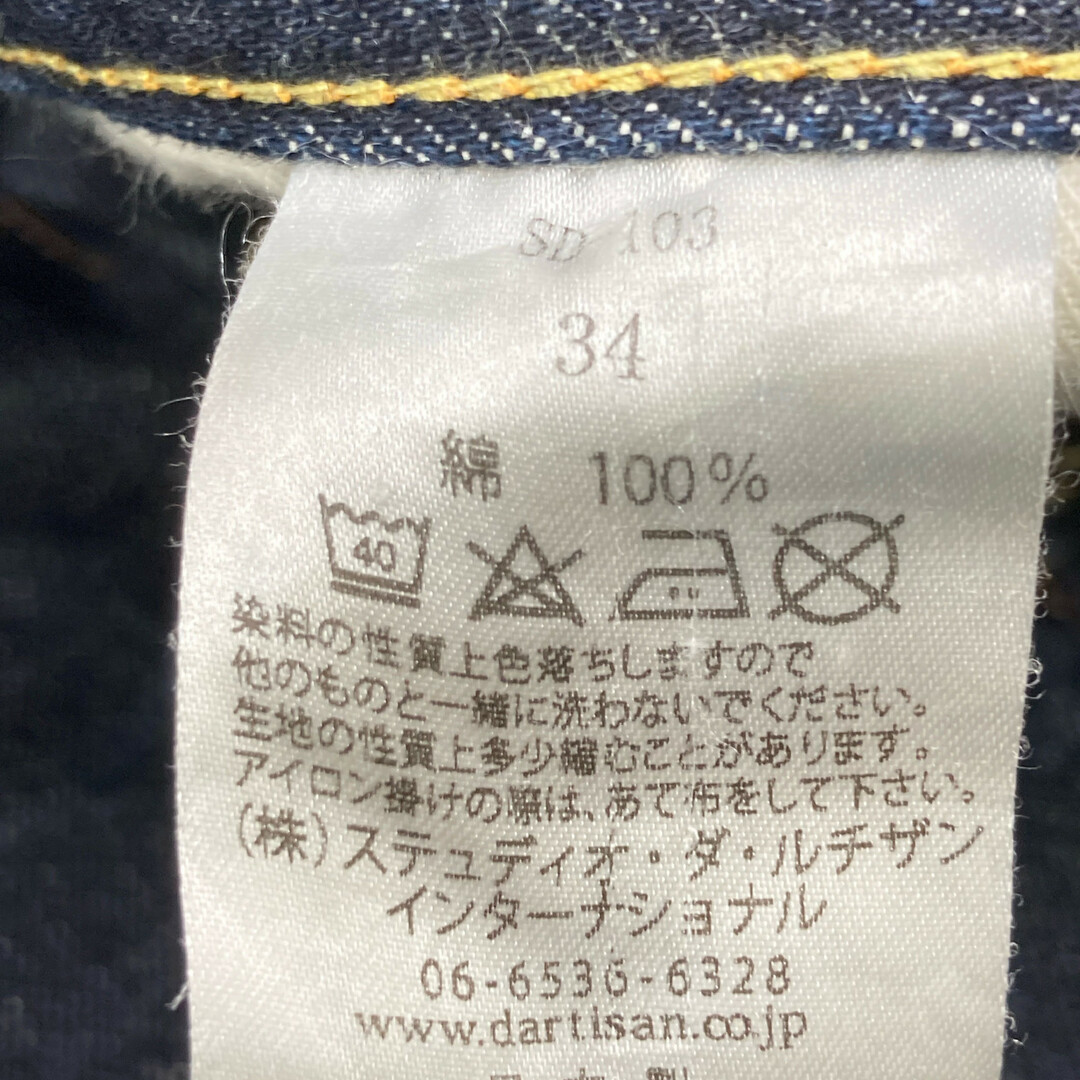 SD 103
34
綿 100%
40
染料の性質上色落ちしますので
他のものと一緒に洗わないでください。
生地の性質上多少縮むことがあります。
アイロン掛けの際は、あて布をして下さい。
(株)ステュディオ・ダ・ルチザン
インターナショナル
06-6536-6328
www.dartisan.co.jp